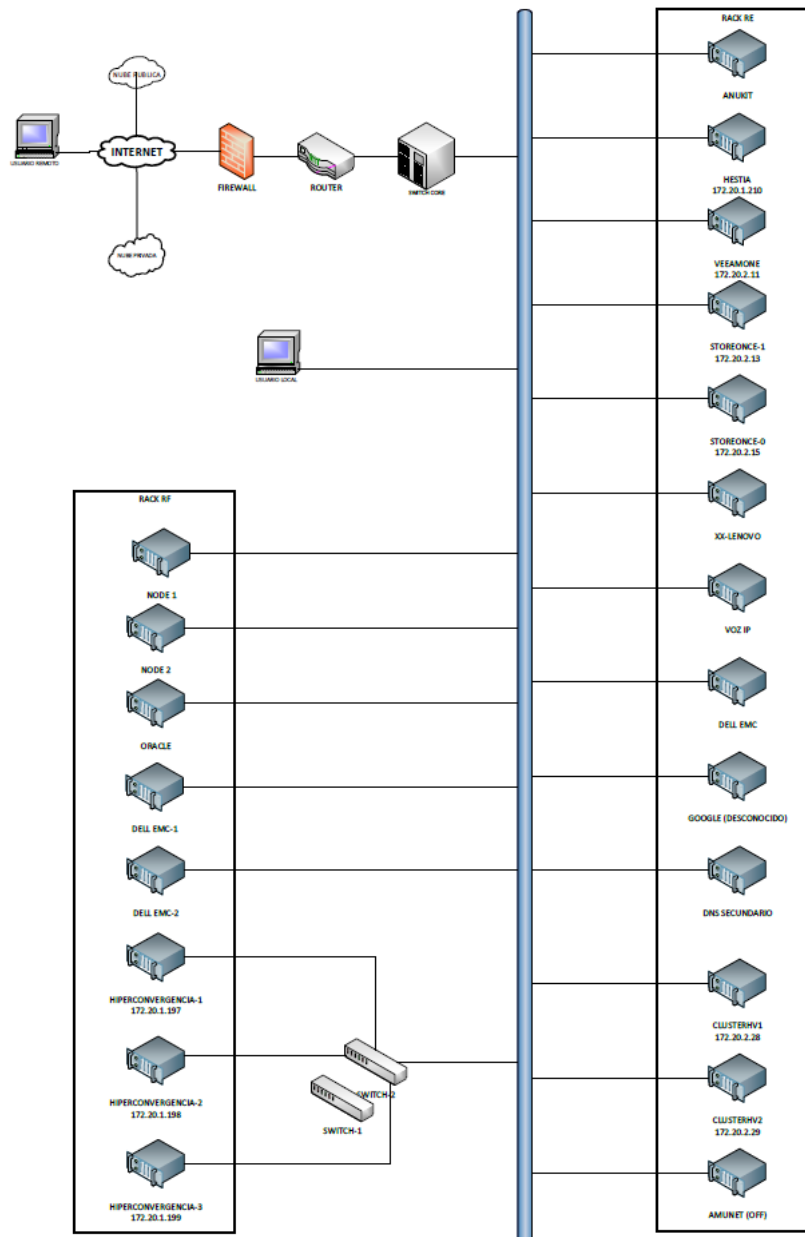 NUBE PUBLICA
USUARIO REMOTO
INTERNET
FIREWALL
ROUTER
SWITCH CORE
NUBE PRIVADA
USUARIO LOCAL
RACK RE
ANUKIT
HESTIA
172.20.1.210
VEEAMONE
172.20.2.11
STOREONCE-1
172.20.2.13
STOREONCE-0
172.20.2.15
XX-LENOVO
VOZ IP
DELL EMC
GOOGLE (DESCONOCIDO)
DNS SECUNDARIO
CLUSTERHV1
172.20.2.28
CLUSTERHV2
172.20.2.29
AMUNET (OFF)
RACK RF
NODE 1
NODE 2
ORACLE
DELL EMC-1
DELL EMC-2
HIPERCONVERGENCIA-1
172.20.1.197
HIPERCONVERGENCIA-2
172.20.1.198
HIPERCONVERGENCIA-3
172.20.1.199
SWITCH-2
SWITCH-1